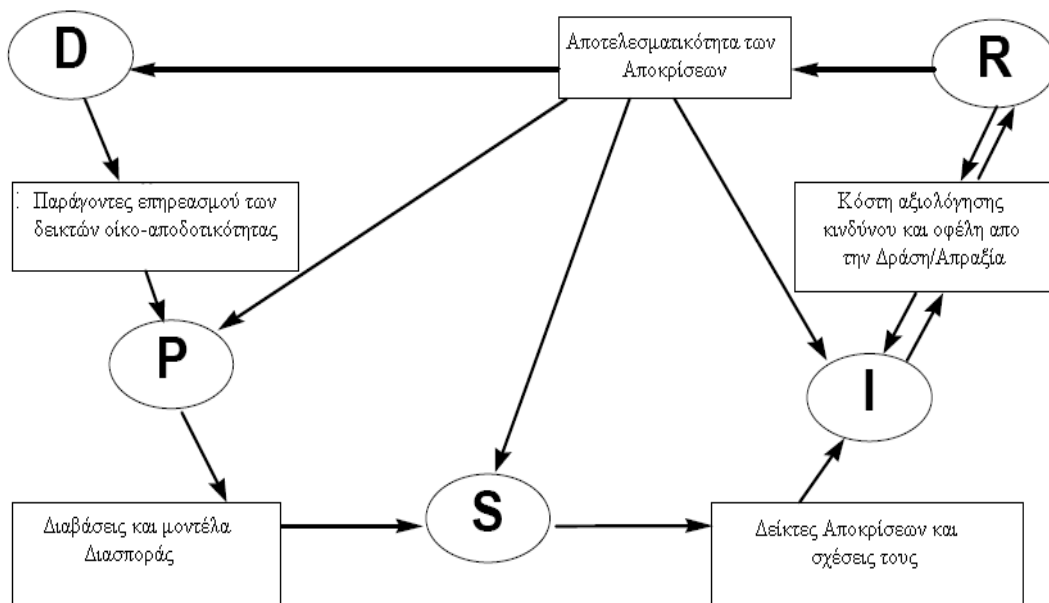 D
Αποτελεσματικότητα των
Αποκρίσεων
R
Παράγοντες επηρεασμού των
δεικτών οίκο-αποδοτικότητας
Κόστη αξιολόγησης
κινδύνου και οφέλη απο
την Δράση/Απραξία
P
I
S
Διαβάσεις και μοντέλα
Διασποράς
Δείκτες Αποκρίσεων και
σχέσεις τους